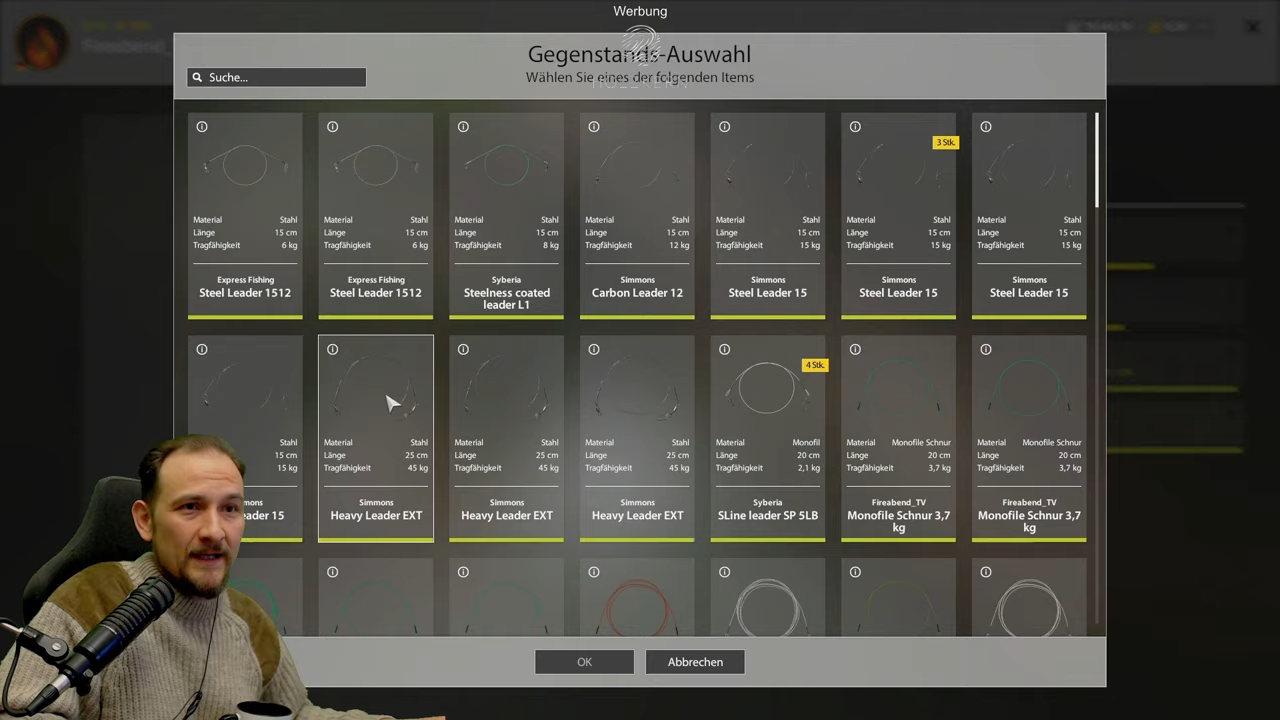 Werbung
Gegenstands-Auswahl
Wählen Sie eines der folgenden Items
Suche...
Material Stahl
Länge 15 cm
Tragfähigkeit 6 kg
Express Fishing
Steel Leader 1512
Material Stahl
Länge 15 cm
Tragfähigkeit 6 kg
Express Fishing
Steel Leader 1512
Material Stahl
Länge 15 cm
Tragfähigkeit 8 kg
Syberia
Steelness coated
leader L1
Material Stahl
Länge 15 cm
Tragfähigkeit 12 kg
Simmons
Carbon Leader 12
Material Stahl
Länge 15 cm
Tragfähigkeit 15 kg
Simmons
Steel Leader 15
3 Stk.
Material Stahl
Länge 15 cm
Tragfähigkeit 15 kg
Simmons
Steel Leader 15
Material Stahl
Länge 15 cm
Tragfähigkeit 15 kg
Simmons
Steel Leader 15
Stahl
15 cm
15 kg
mons
eader 15
Material Stahl
Länge 25 cm
Tragfähigkeit 45 kg
Simmons
Heavy Leader EXT
Material Stahl
Länge 25 cm
Tragfähigkeit 45 kg
Simmons
Heavy Leader EXT
Material Stahl
Länge 25 cm
Tragfähigkeit 45 kg
Simmons
Heavy Leader EXT
4 Stk.
Material Monofil
Länge 20 cm
Tragfähigkeit 2,1 kg
Syberia
SLine leader SP 5LB
Material Monofile Schnur
Länge 20 cm
Tragfähigkeit 3,7 kg
Fireabend_TV
Monofile Schnur 3,7
kg
Material Monofile Schnur
Länge 20 cm
Tragfähigkeit 3,7 kg
Fireabend_TV
Monofile Schnur 3,7
kg
OK
Abbrechen